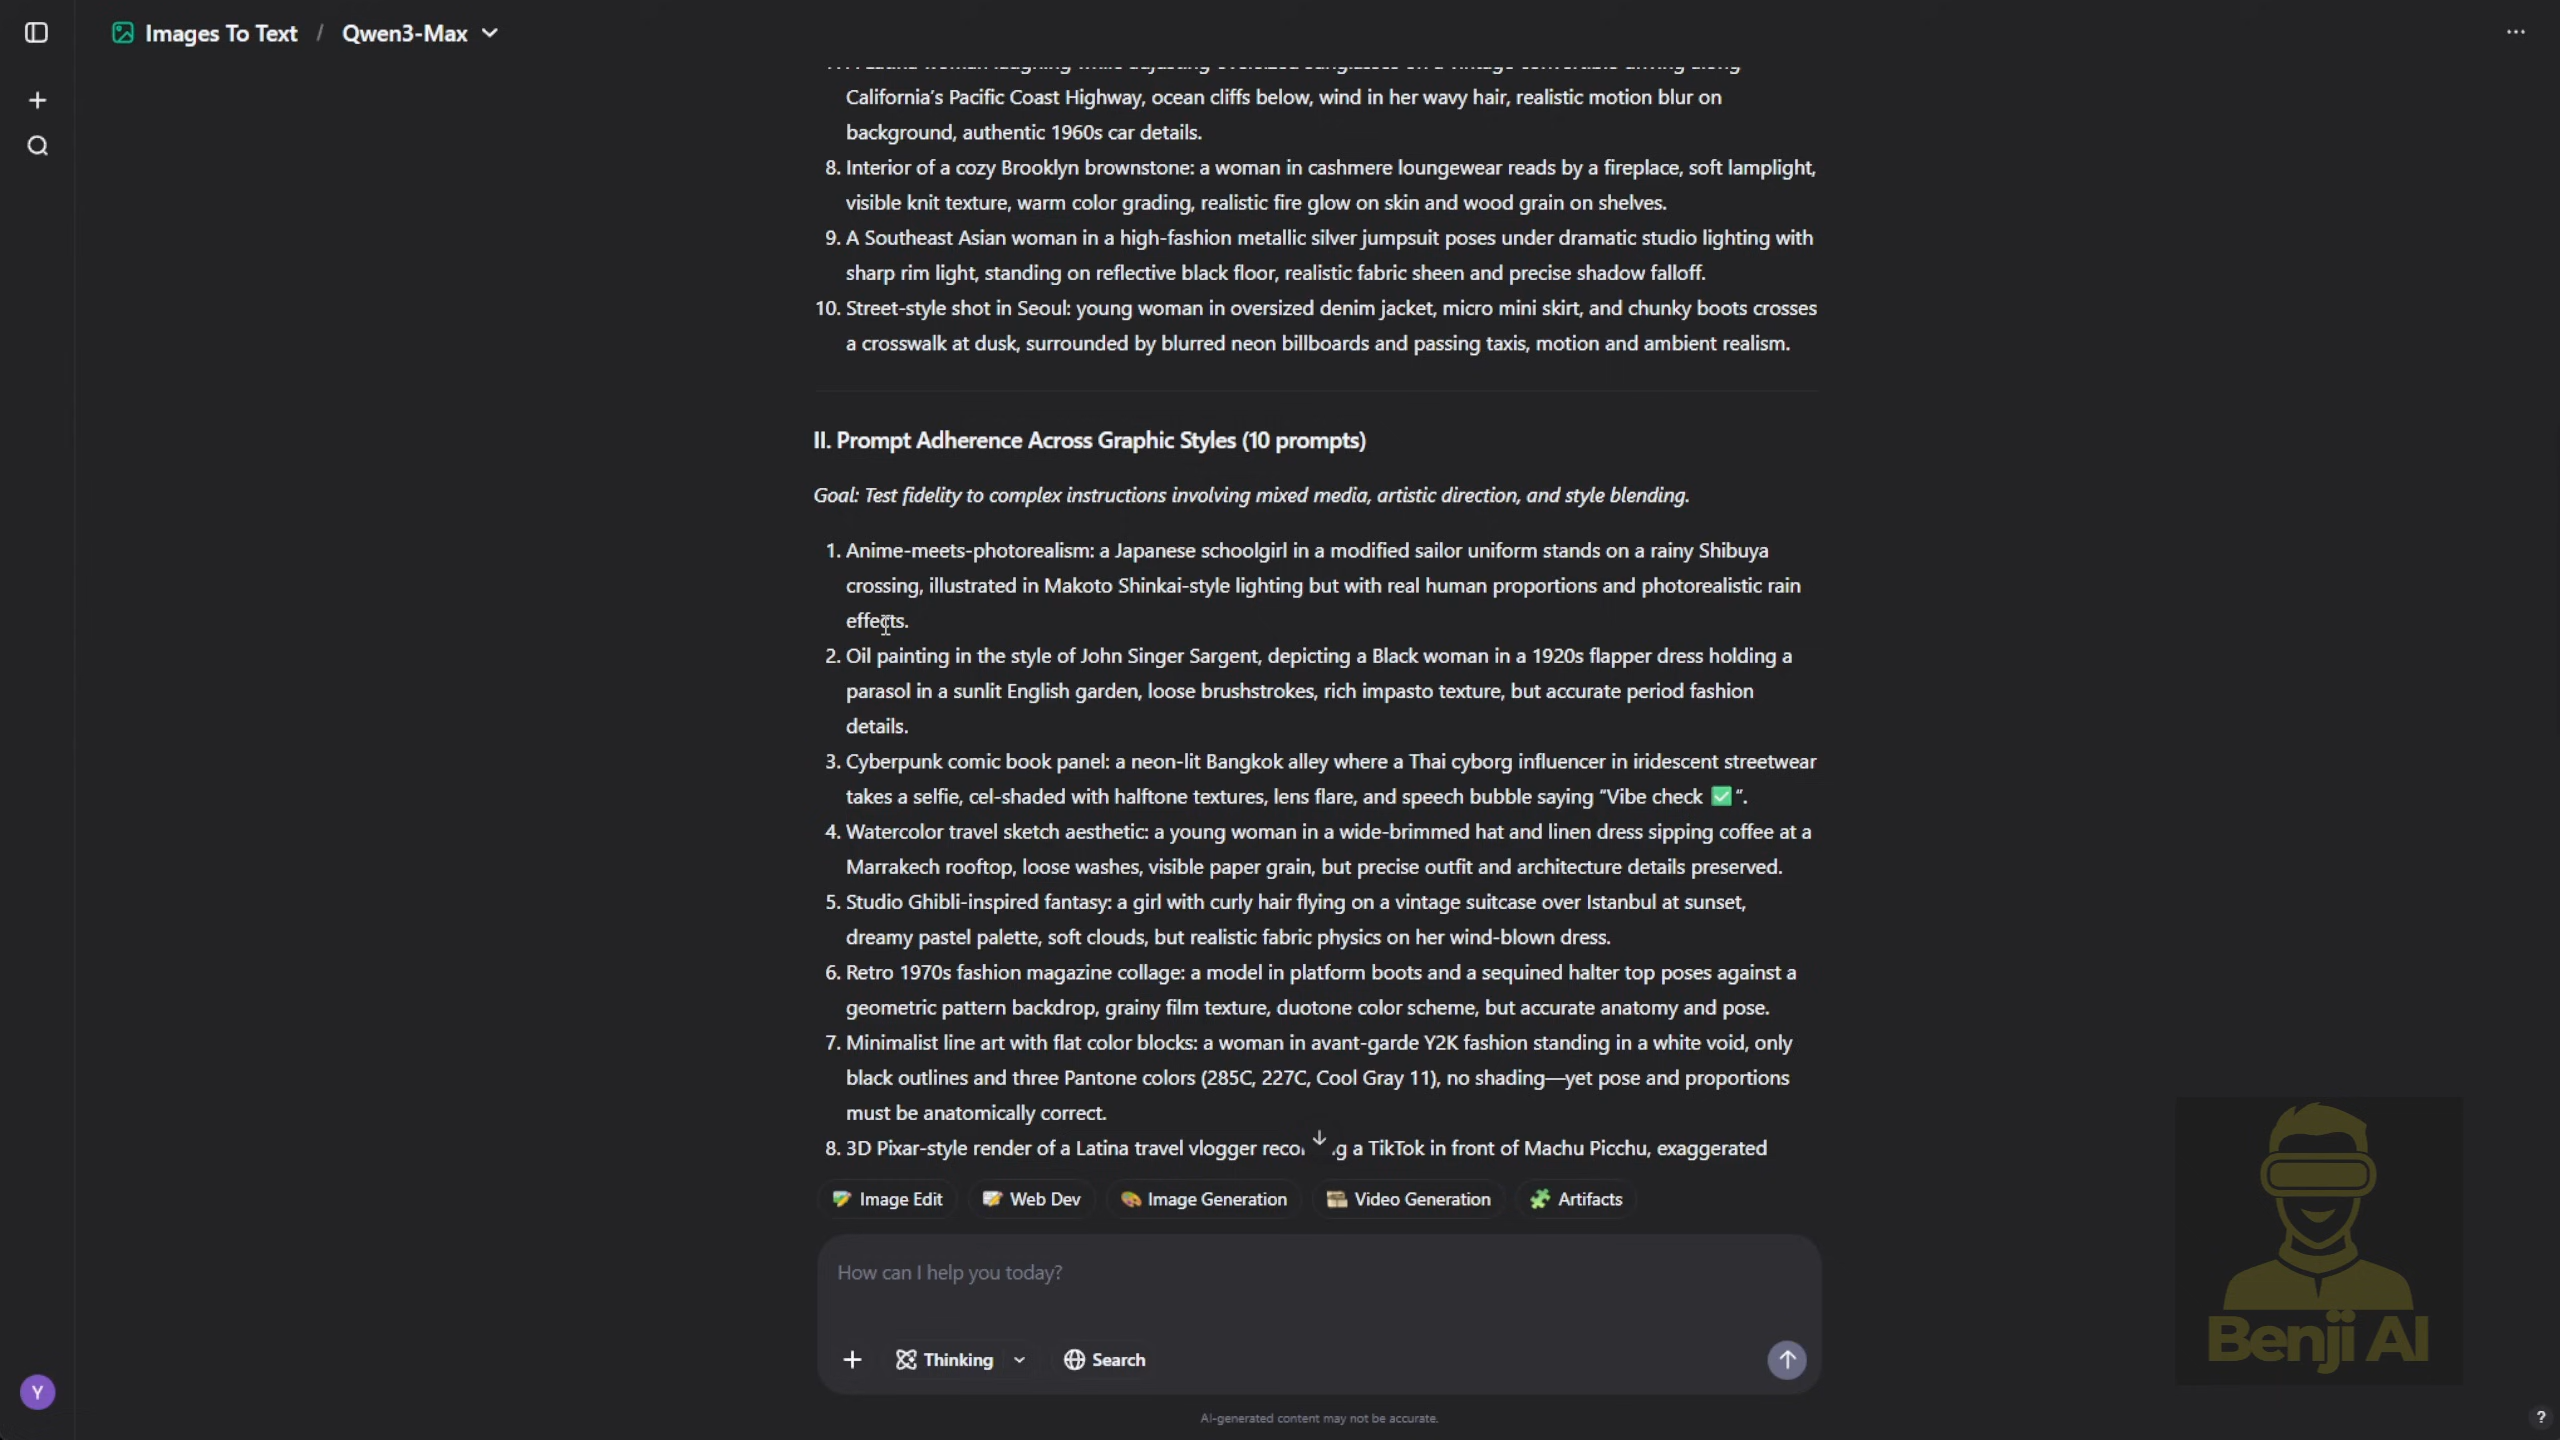 Images To Text / Qwen3-Max
California's Pacific Coast Highway, ocean cliffs below, wind in her wavy hair, realistic motion blur on
background, authentic 1960s car details.
8. Interior of a cozy Brooklyn brownstone: a woman in cashmere loungewear reads by a fireplace, soft lamplight,
visible knit texture, warm color grading, realistic fire glow on skin and wood grain on shelves.
9. A Southeast Asian woman in a high-fashion metallic silver jumpsuit poses under dramatic studio lighting with
sharp rim light, standing on reflective black floor, realistic fabric sheen and precise shadow falloff.
10. Street-style shot in Seoul: young woman in oversized denim jacket, micro mini skirt, and chunky boots crosses
a crosswalk at dusk, surrounded by blurred neon billboards and passing taxis, motion and ambient realism.
II. Prompt Adherence Across Graphic Styles (10 prompts)
Goal: Test fidelity to complex instructions involving mixed media, artistic direction, and style blending.
1. Anime-meets-photorealism: a Japanese schoolgirl in a modified sailor uniform stands on a rainy Shibuya
crossing, illustrated in Makoto Shinkai-style lighting but with real human proportions and photorealistic rain
effects.
2. Oil painting in the style of John Singer Sargent, depicting a Black woman in a 1920s flapper dress holding a
parasol in a sunlit English garden, loose brushstrokes, rich impasto texture, but accurate period fashion
details.
3. Cyberpunk comic book panel: a neon-lit Bangkok alley where a Thai cyborg influencer in iridescent streetwear
takes a selfie, cel-shaded with halftone textures, lens flare, and speech bubble saying “Vibe check ✅”.
4. Watercolor travel sketch aesthetic: a young woman in a wide-brimmed hat and linen dress sipping coffee at a
Marrakech rooftop, loose washes, visible paper grain, but precise outfit and architecture details preserved.
5. Studio Ghibli-inspired fantasy: a girl with curly hair flying on a vintage suitcase over Istanbul at sunset,
dreamy pastel palette, soft clouds, but realistic fabric physics on her wind-blown dress.
6. Retro 1970s fashion magazine collage: a model in platform boots and a sequined halter top poses against a
geometric pattern backdrop, grainy film texture, duotone color scheme, but accurate anatomy and pose.
7. Minimalist line art with flat color blocks: a woman in avant-garde Y2K fashion standing in a white void, only
black outlines and three Pantone colors (285C, 227C, Cool Gray 11), no shading—yet pose and proportions
must be anatomically correct.
8. 3D Pixar-style render of a Latina travel vlogger reco g a TikTok in front of Machu Picchu, exaggerated
Image Edit Web Dev Image Generation Video Generation Artifacts
How can I help you today?
Thinking Search
AI-generated content may not be accurate.
Y
?
Benji AI